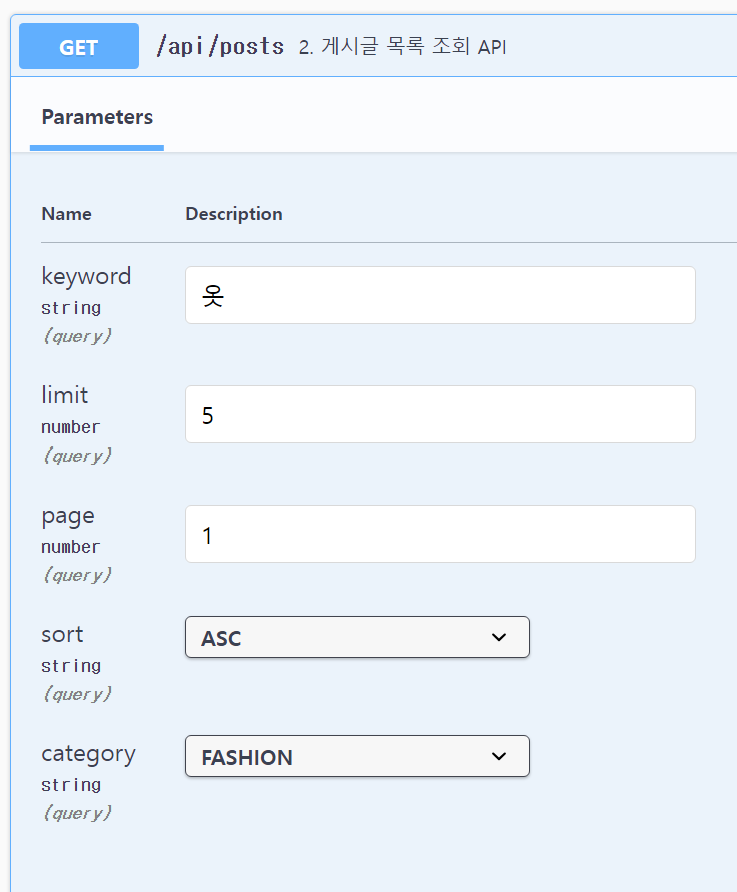 GET /api/posts 2. 게시글 목록 조회 API
Parameters
Name Description
keyword
string
(query)
옷
limit
number
(query)
5
page
number
(query)
1
sort
string
(query)
ASC
category
string
(query)
FASHION